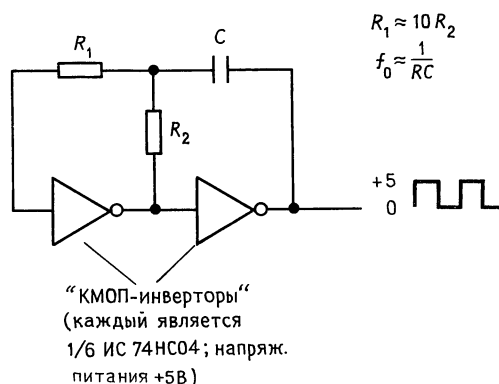 R₁
C
R₁ ≈ 10 R₂
f₀ ≈ 1/RC
R₂
+5
0
"КМОП-инверторы"
(каждый является
1/6 ИС 74HC04; напряж.
питания +5В)